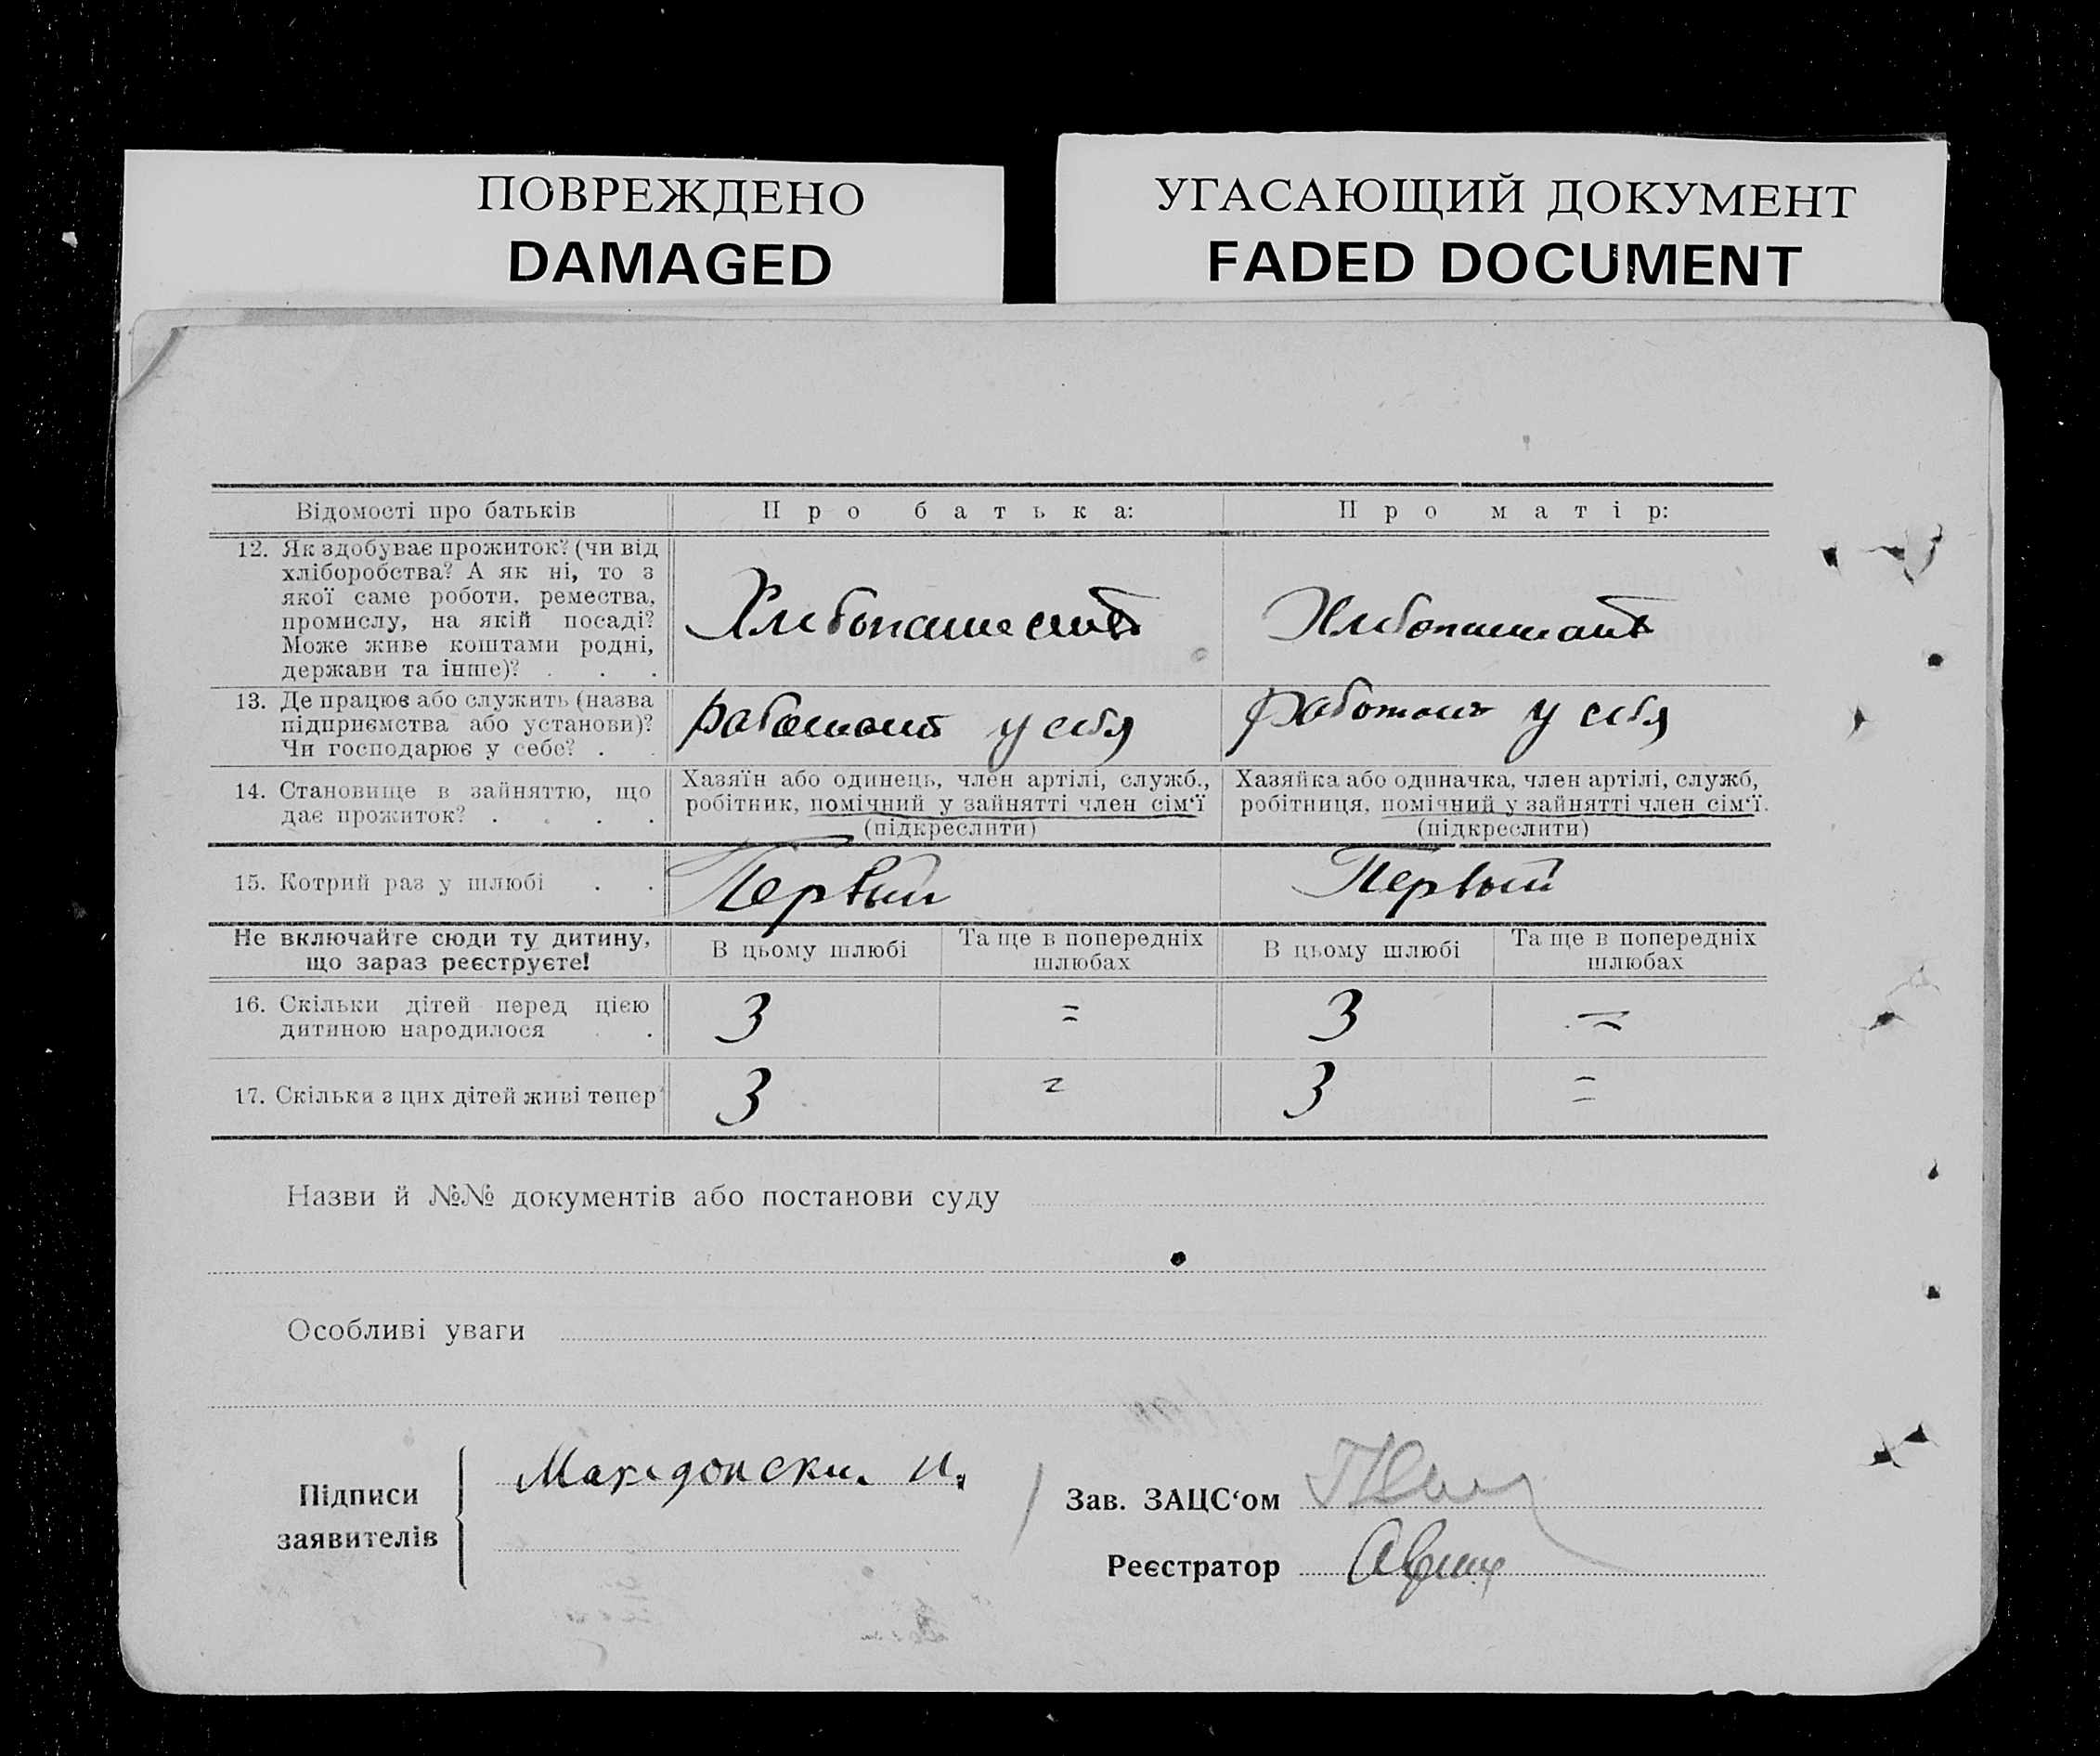 ПОВРЕЖДЕНО
DAMAGED
УГАСАЮЩИЙ ДОКУМЕНТ
FADED DOCUMENT
Відомості про батьків
Про батька:
Про матір:
12. Як здобуває прожиток? (чи від
хліборобства? А як ні, то з
якої саме роботи, ремества,
промислу, на якій посаді?
Може живе коштами родні,
держави та інше)? . . .
Хлибопашест
Хлибопашант
13. Де працює або служить (назва
підприємства або установи)?
Чи господарює у себе? . .
работант у себя
работант у себя
14. Становище в зайняттю, що
дає прожиток? . . . .
Хазяїн або одинець, член артілі, служб.,
робітник, помічний у зайнятті член сім'ї
(підкреслити)
Хазяйка або одиначка, член артілі, служб,
робітниця, помічний у зайнятті член сім'ї.
(підкреслити)
15. Котрий раз у шлюбі . .
Первый
Первый
Не включайте сюди ту дитину,
що зараз реєструєте!
В цьому шлюбі
Та ще в попередніх
шлюбах
В цьому шлюбі
Та ще в попередніх
шлюбах
16. Скільки дітей перед цією
дитиною народилося . .
3 = 3 =
17. Скільки з цих дітей живі тепер
3 = 3 =
Назви й №№ документів або постанови суду
Особливі уваги
Підписи
заявителів
Македонски И.
Зав. ЗАЦС'ом
Реєстратор